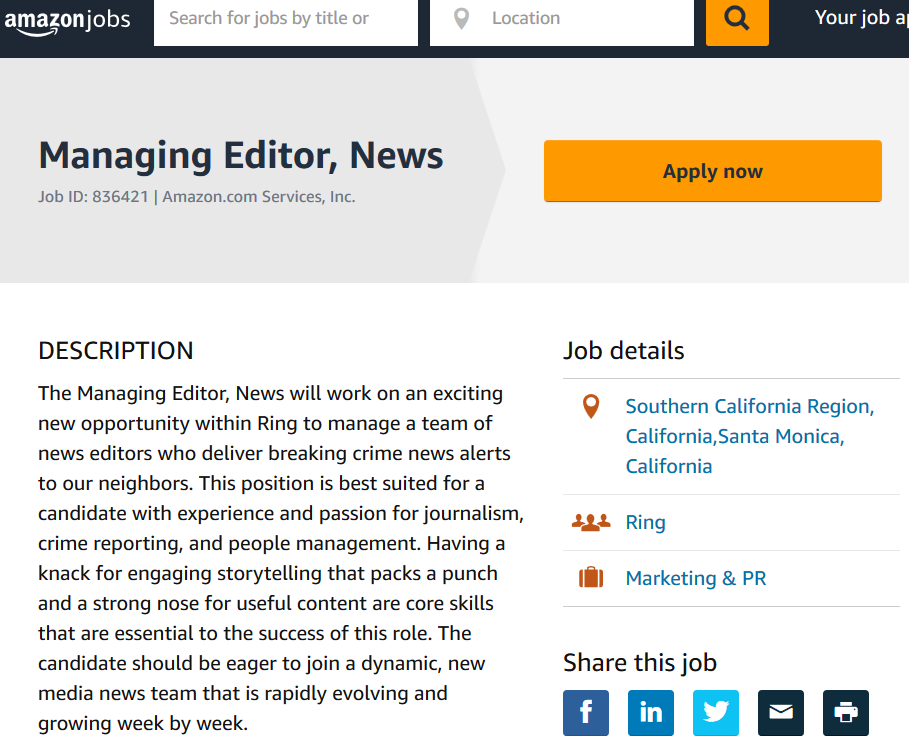 amazonjobs
Search for jobs by title or
Location
Your job ap
Managing Editor, News
Job ID: 836421 | Amazon.com Services, Inc.
Apply now
DESCRIPTION
The Managing Editor, News will work on an exciting
new opportunity within Ring to manage a team of
news editors who deliver breaking crime news alerts
to our neighbors. This position is best suited for a
candidate with experience and passion for journalism,
crime reporting, and people management. Having a
knack for engaging storytelling that packs a punch
and a strong nose for useful content are core skills
that are essential to the success of this role. The
candidate should be eager to join a dynamic, new
media news team that is rapidly evolving and
growing week by week.
Job details
Southern California Region,
California,Santa Monica,
California
Ring
Marketing & PR
Share this job
f
in